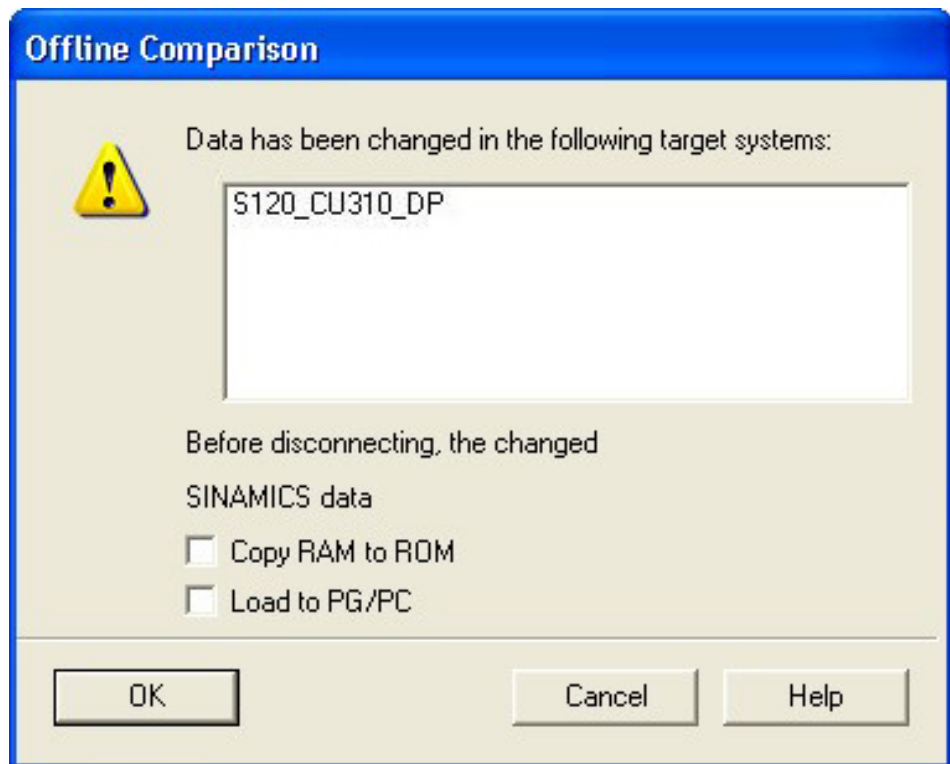 Offline Comparison
Data has been changed in the following target systems:
S120_CU310_DP
Before disconnecting, the changed
SINAMICS data
Copy RAM to ROM
Load to PG/PC
OK Cancel Help